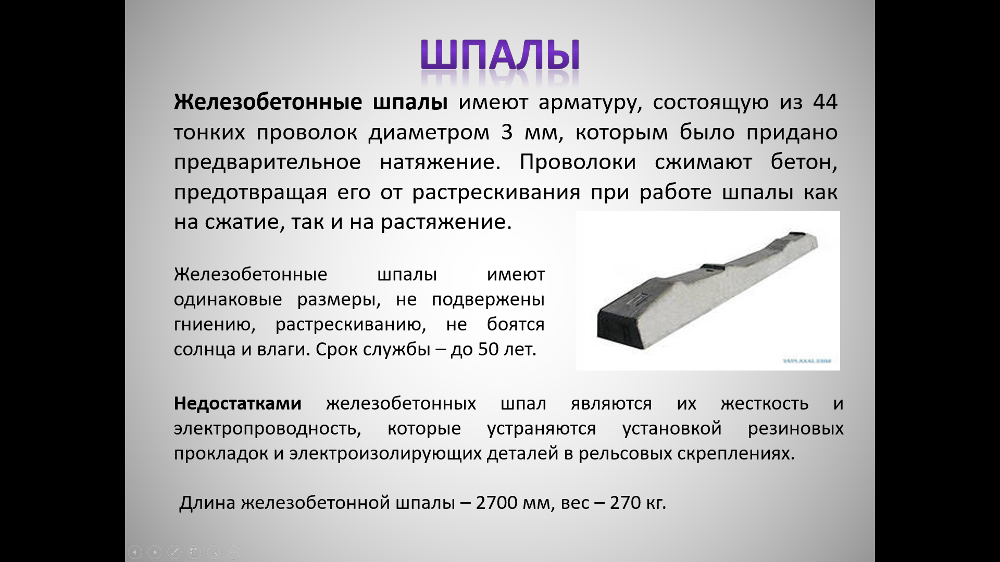 ШПАЛЫ
Железобетонные шпалы имеют арматуру, состоящую из 44
тонких проволок диаметром 3 мм, которым было придано
предварительное натяжение. Проволоки сжимают бетон,
предотвращая его от растрескивания при работе шпалы как
на сжатие, так и на растяжение.
Железобетонные шпалы имеют
одинаковые размеры, не подвержены
гниению, растрескиванию, не боятся
солнца и влаги. Срок службы – до 50 лет.
Недостатками железобетонных шпал являются их жесткость и
электропроводность, которые устраняются установкой резиновых
прокладок и электроизолирующих деталей в рельсовых скреплениях.
Длина железобетонной шпалы – 2700 мм, вес – 270 кг.